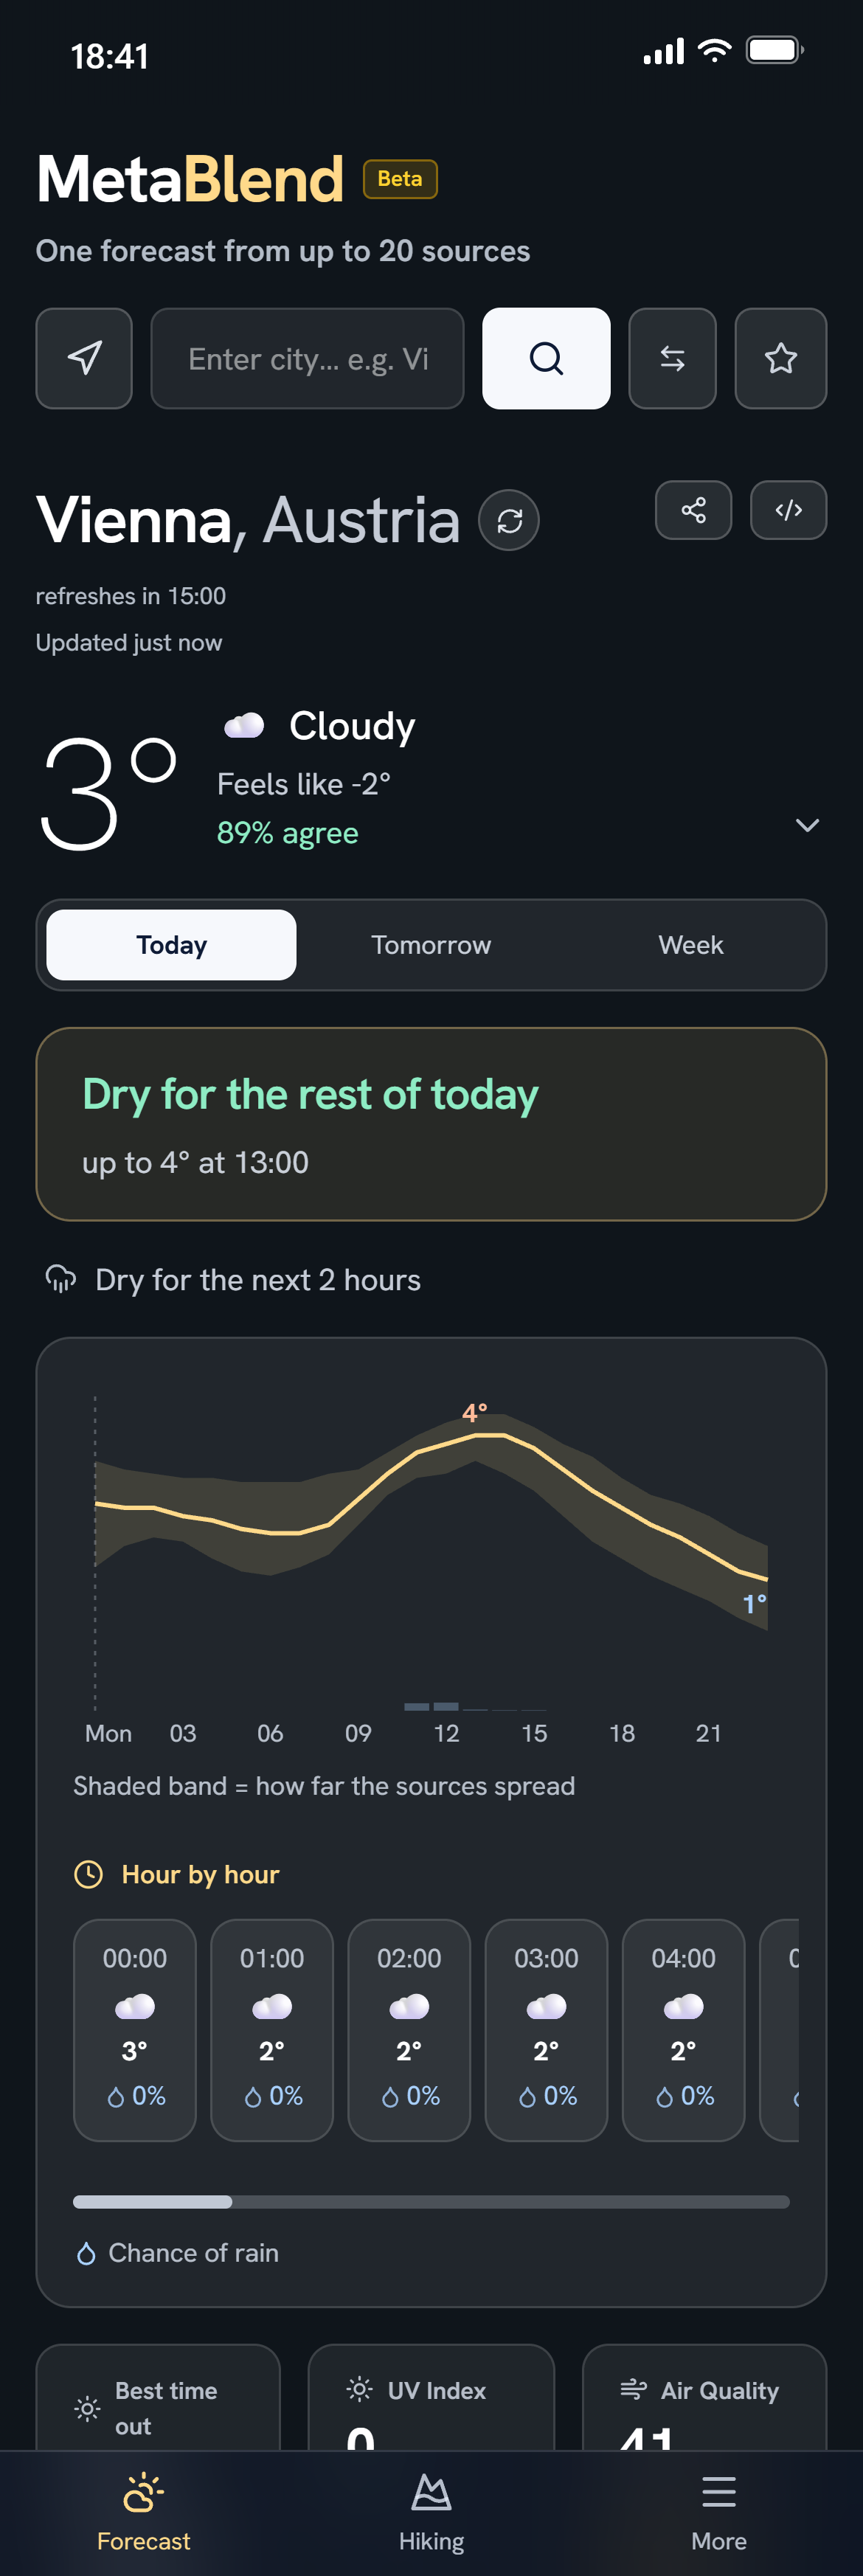 18:41
MetaBlend Beta
One forecast from up to 20 sources
Enter city... e.g. Vi
Vienna, Austria
refreshes in 15:00
Updated just now
3°
Cloudy
Feels like -2°
89% agree
Today Tomorrow Week
Dry for the rest of today
up to 4° at 13:00
Dry for the next 2 hours
4°
1°
Mon 03 06 09 12 15 18 21
Shaded band = how far the sources spread
Hour by hour
00:00 01:00 02:00 03:00 04:00
3° 2° 2° 2° 2°
0% 0% 0% 0% 0%
Chance of rain
Best time out UV Index Air Quality
0 41
Forecast Hiking More